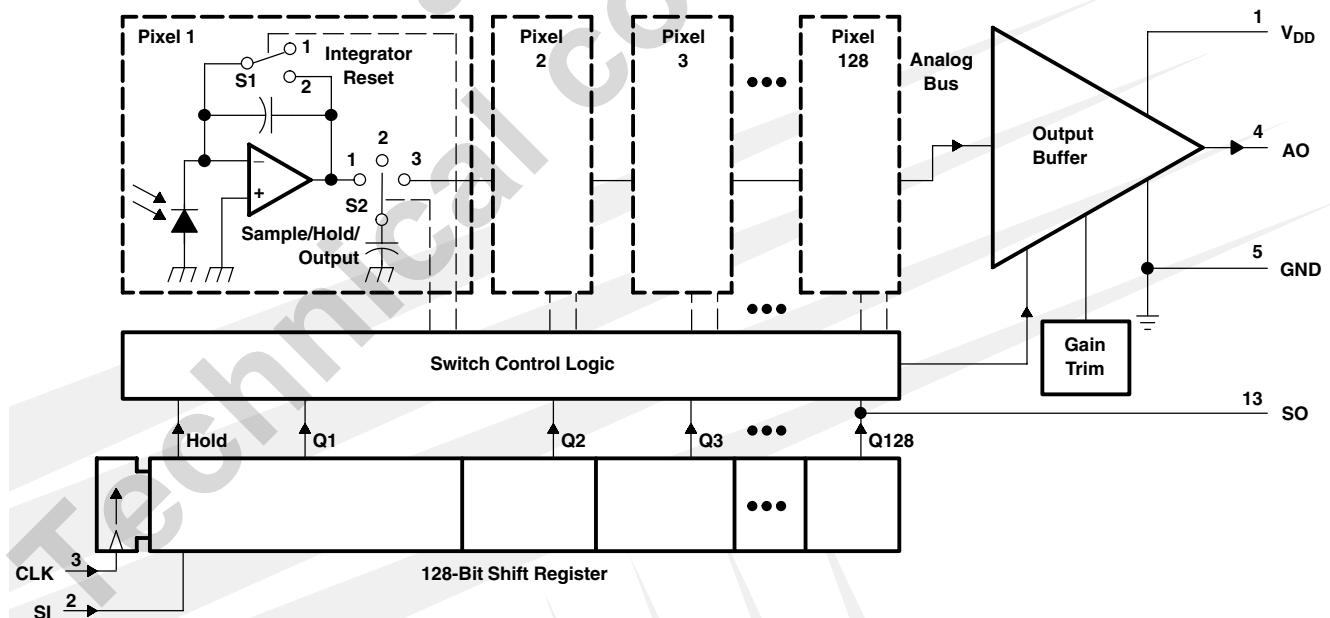 Pixel 1
1
Integrator
Reset
S1
2
Pixel
2
Pixel
3
Pixel
128
Analog
Bus
1
VDD
Output
Buffer
4
AO
−
+
1
2
3
S2
Sample/Hold/
Output
5
GND
Gain
Trim
Switch Control Logic
13
SO
Hold
Q1
Q2
Q3
Q128
CLK
3
SI
2
128-Bit Shift Register
Technical co